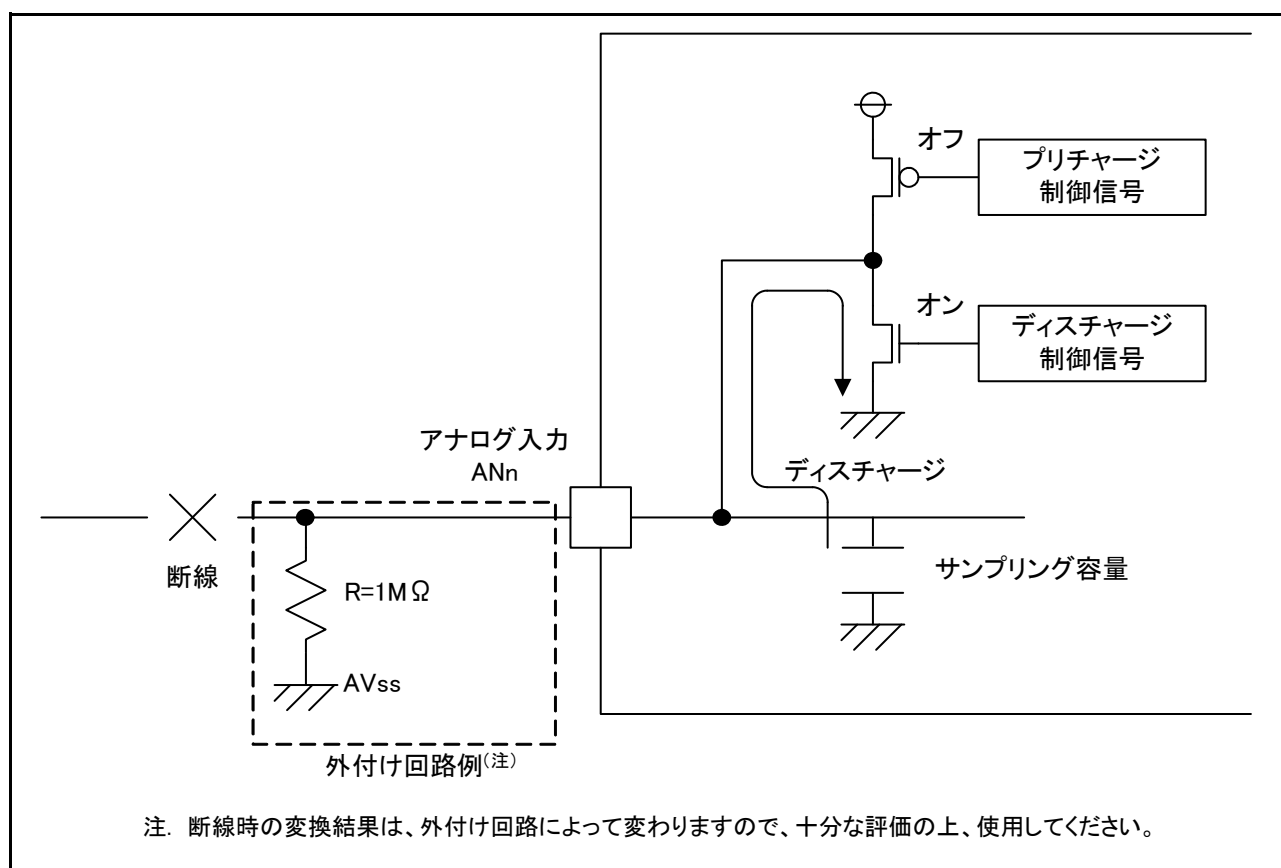 オフ
プリチャージ
制御信号
オン
ディスチャージ
制御信号
アナログ入力
ANn
ディスチャージ
断線
R=1MΩ
サンプリング容量
AVss
外付け回路例(注)
注. 断線時の変換結果は、外付け回路によって変わりますので、十分な評価の上、使用してください。